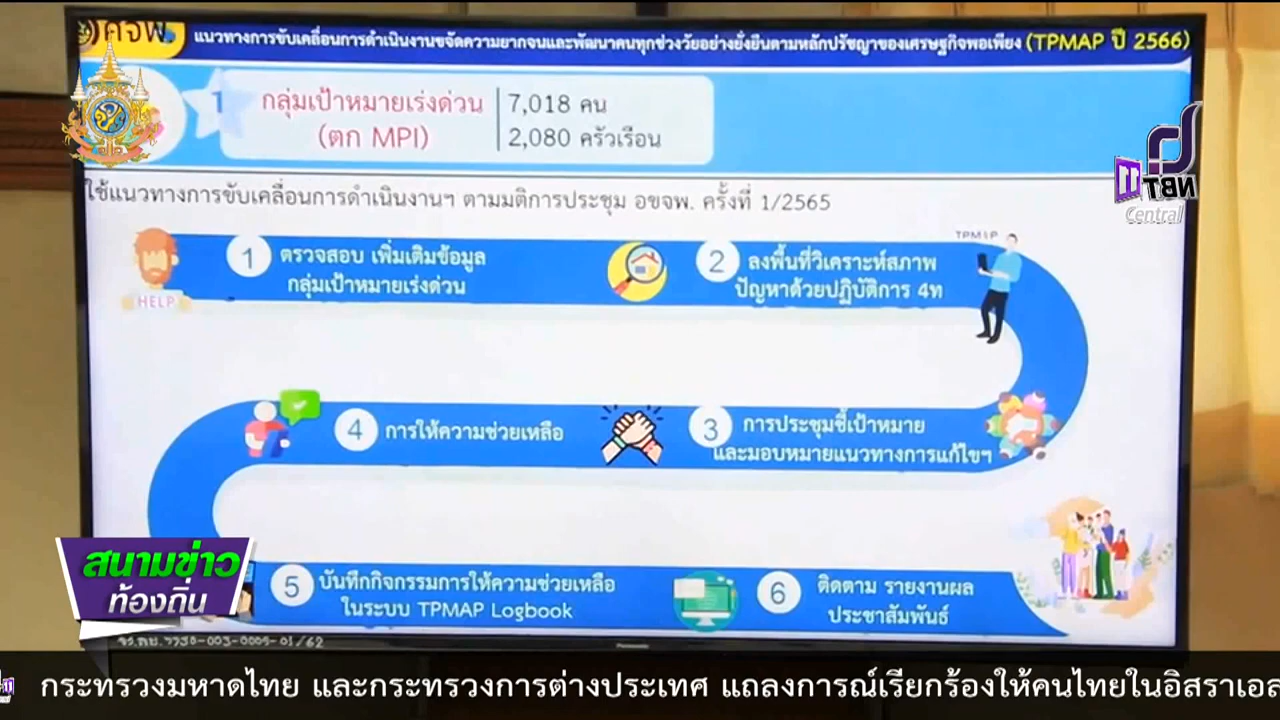 ศจพ.
แนวทางการขับเคลื่อนการดำเนินงานขจัดความยากจนและพัฒนาคนทุกช่วงวัยอย่างยั่งยืนตามหลักปรัชญาของเศรษฐกิจพอเพียง (TPMAP ปี 2566)
1
กลุ่มเป้าหมายเร่งด่วน
(ตก MPI)
7,018 คน
2,080 ครัวเรือน
ใช้แนวทางการขับเคลื่อนการดำเนินงานฯ ตามมติการประชุม อขจพ. ครั้งที่ 1/2565
HELP
1 ตรวจสอบ เพิ่มเติมข้อมูล
กลุ่มเป้าหมายเร่งด่วน
2 ลงพื้นที่วิเคราะห์สภาพ
ปัญหาด้วยปฏิบัติการ 4ท
TPMAP
4 การให้ความช่วยเหลือ
3 การประชุมชี้เป้าหมาย
และมอบหมายแนวทางการแก้ไขฯ
5 บันทึกกิจกรรมการให้ความช่วยเหลือ
ในระบบ TPMAP Logbook
6 ติดตาม รายงานผล
ประชาสัมพันธ์
Panasonic
TBN
Central
สนามข่าว
ท้องถิ่น
กระทรวงมหาดไทย และกระทรวงการต่างประเทศ แถลงการณ์เรียกร้องให้คนไทยในอิสราเอล